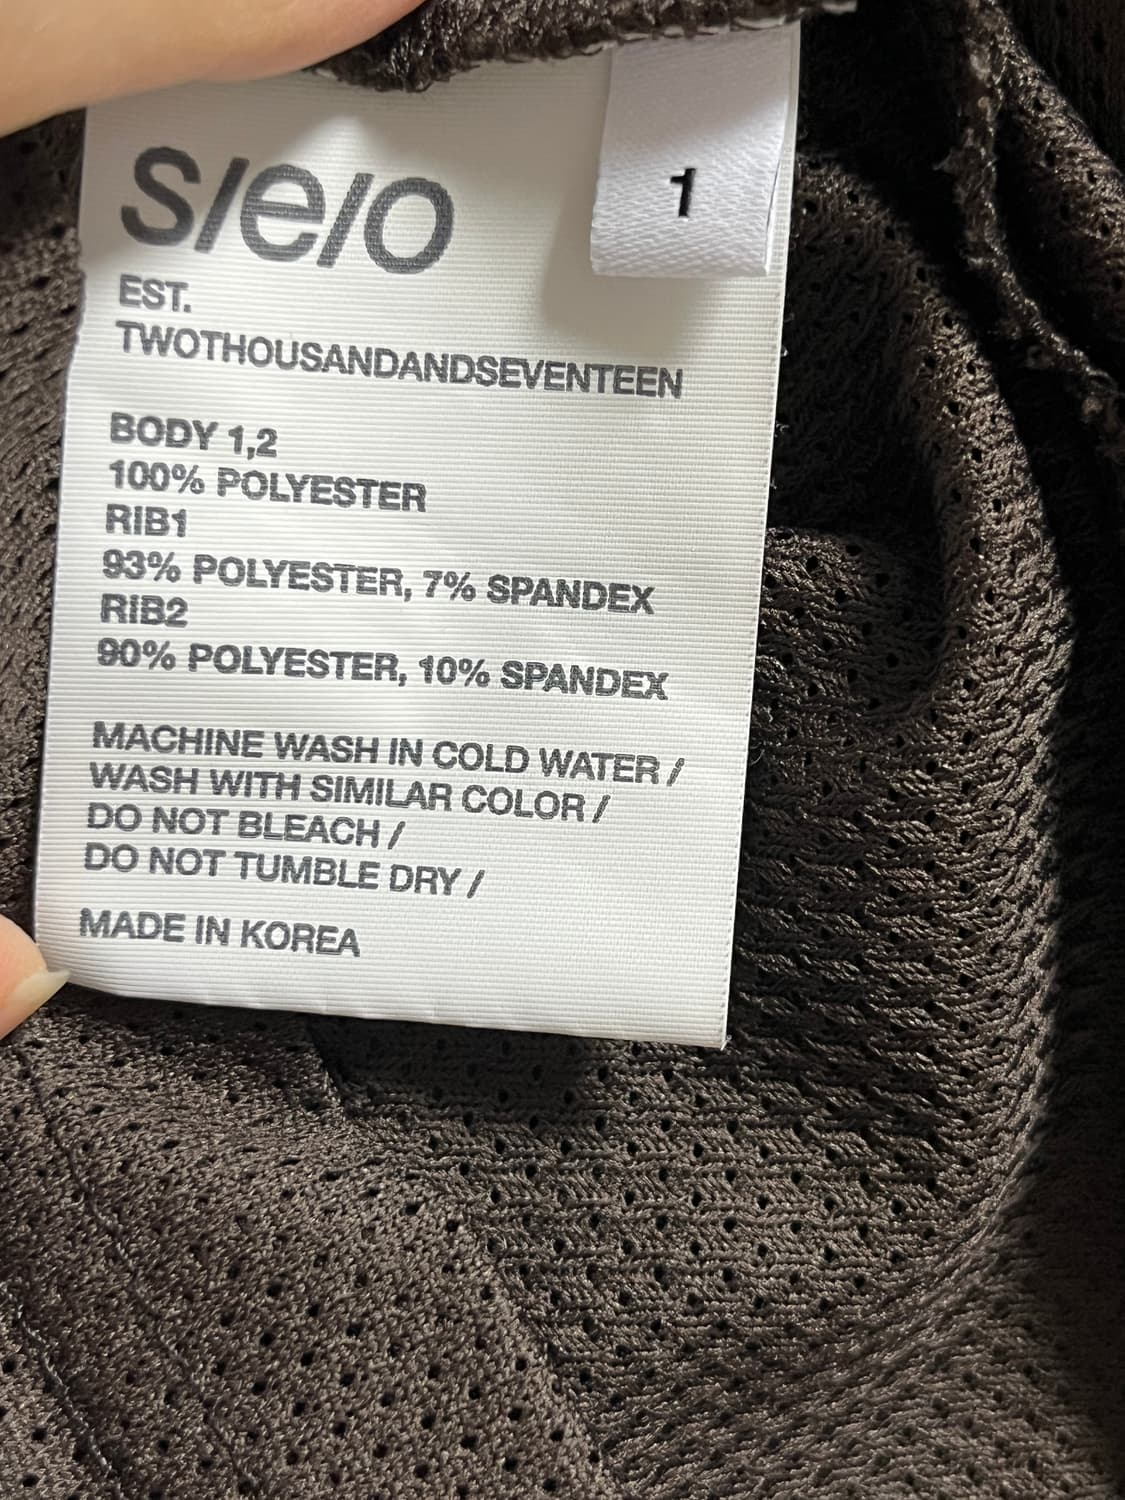 s/e/o
1
EST.
TWOTHOUSANDANDSEVENTEEN
BODY 1,2
100% POLYESTER
RIB1
93% POLYESTER, 7% SPANDEX
RIB2
90% POLYESTER, 10% SPANDEX
MACHINE WASH IN COLD WATER /
WASH WITH SIMILAR COLOR /
DO NOT BLEACH /
DO NOT TUMBLE DRY /
MADE IN KOREA